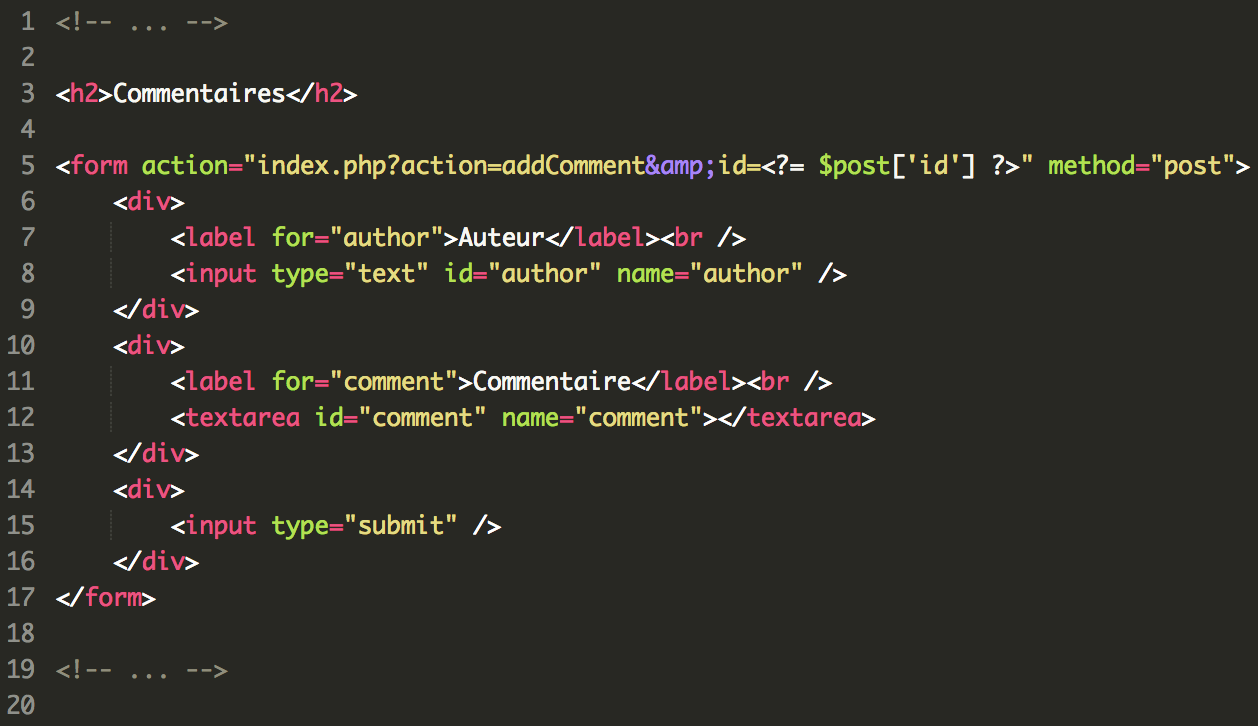 1 <!-- ... -->
2
3 <h2>Commentaires</h2>
4
5 <form action="index.php?action=addComment&amp;id=<?= $post['id'] ?>" method="post">
6     <div>
7         <label for="author">Auteur</label><br />
8         <input type="text" id="author" name="author" />
9     </div>
10     <div>
11         <label for="comment">Commentaire</label><br />
12         <textarea id="comment" name="comment"></textarea>
13     </div>
14     <div>
15         <input type="submit" />
16     </div>
17 </form>
18
19 <!-- ... -->
20